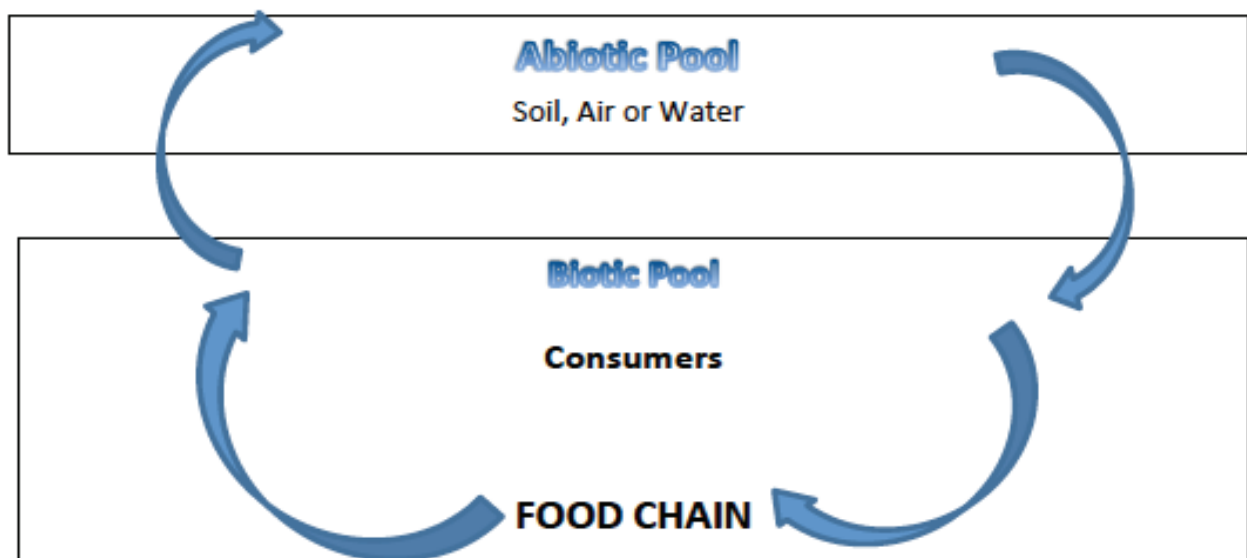 Abiotic Pool
Soil, Air or Water
Biotic Pool
Consumers
FOOD CHAIN